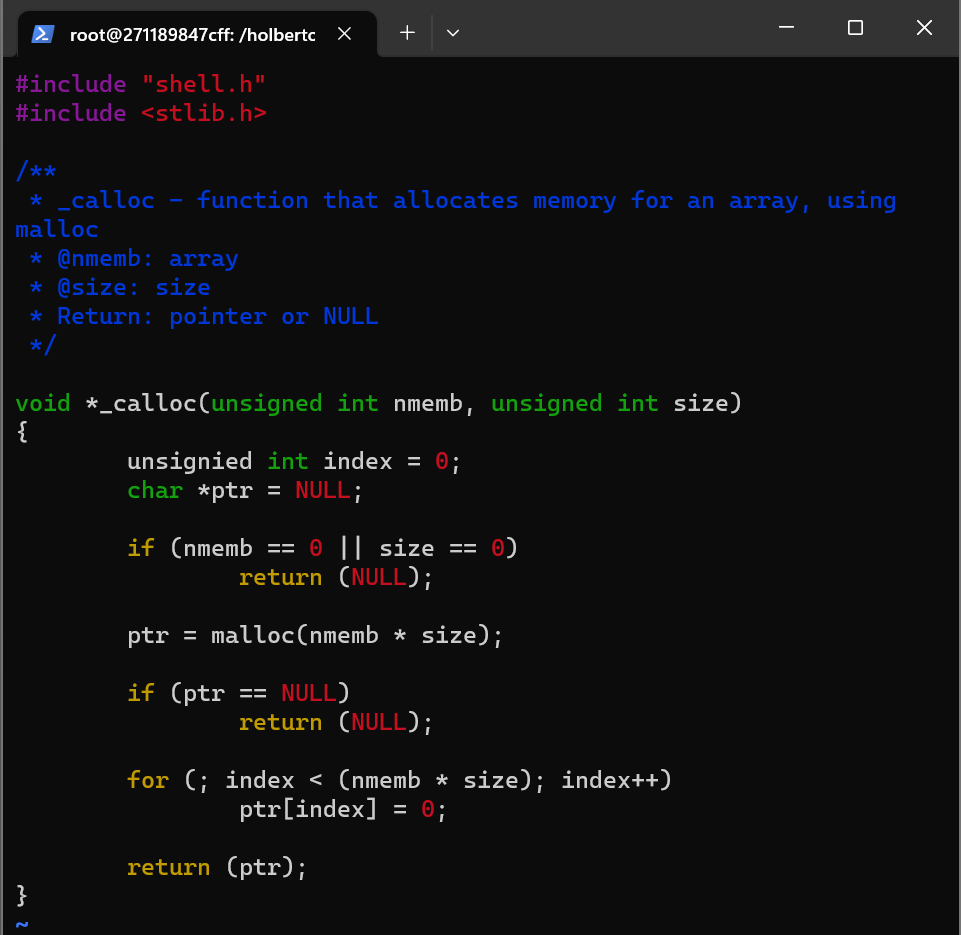 root@271189847cff: /holbertc
#include "shell.h"
#include <stlib.h>
/**
 * _calloc - function that allocates memory for an array, using
malloc
 * @nmemb: array
 * @size: size
 * Return: pointer or NULL
 */
void *_calloc(unsigned int nmemb, unsigned int size)
{
        unsignied int index = 0;
        char *ptr = NULL;
        if (nmemb == 0 || size == 0)
                return (NULL);
        ptr = malloc(nmemb * size);
        if (ptr == NULL)
                return (NULL);
        for (; index < (nmemb * size); index++)
                ptr[index] = 0;
        return (ptr);
}
~